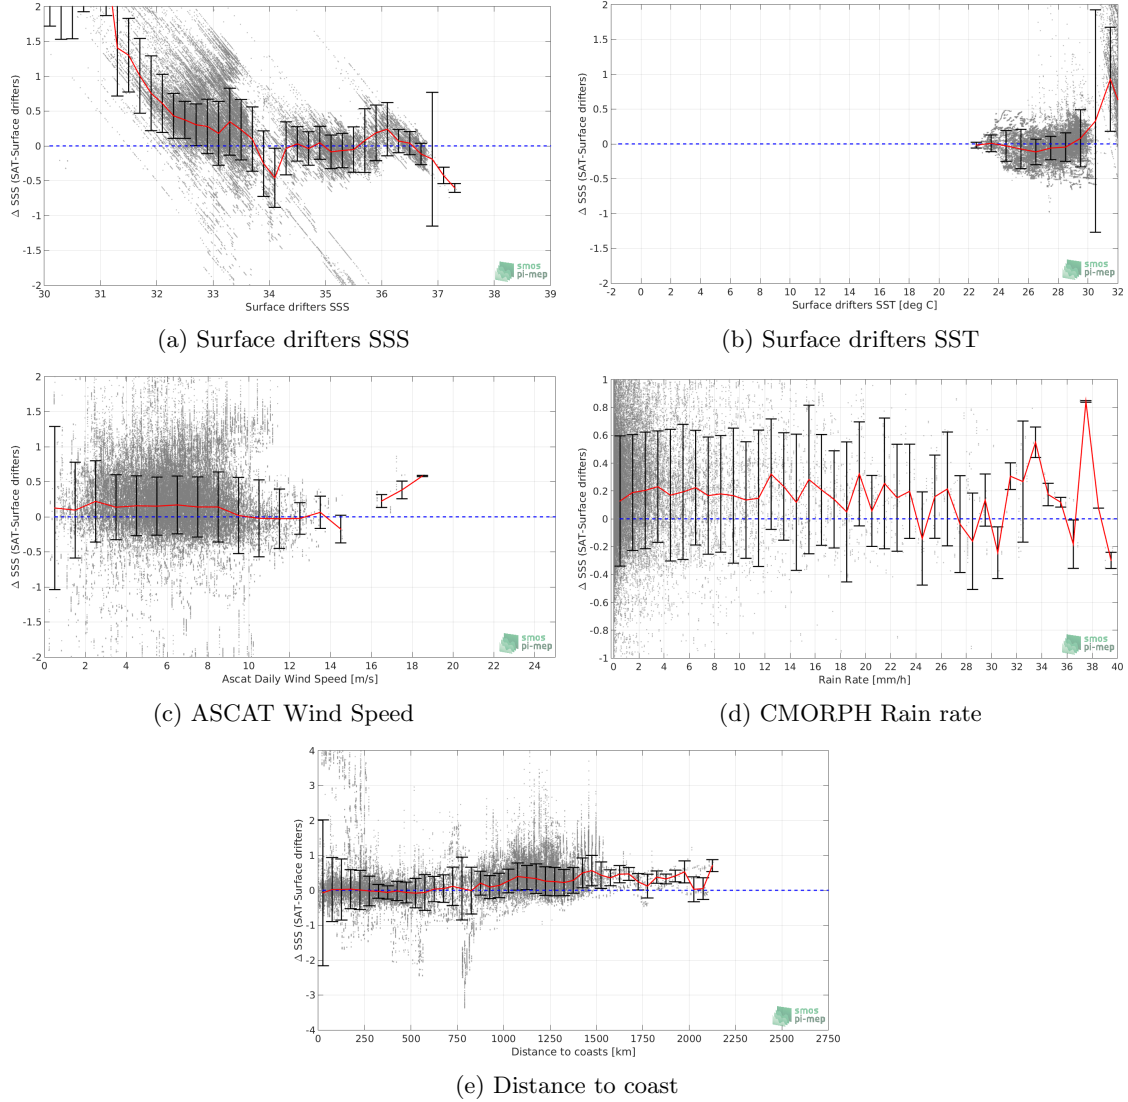 2
1.5
1
0.5
0
-0.5
-1
-1.5
-2
Δ SSS (SAT-Surface drifters)
30 31 32 33 34 35 36 37 38 39
Surface drifters SSS
smos
pi-mep
(a) Surface drifters SSS
2
1.5
1
0.5
0
-0.5
-1
-1.5
-2
Δ SSS (SAT-Surface drifters)
-2 0 2 4 6 8 10 12 14 16 18 20 22 24 26 28 30 32
Surface drifters SST [deg C]
smos
pi-mep
(b) Surface drifters SST
2
1.5
1
0.5
0
-0.5
-1
-1.5
-2
Δ SSS (SAT-Surface drifters)
0 2 4 6 8 10 12 14 16 18 20 22 24
Ascat Daily Wind Speed [m/s]
smos
pi-mep
(c) ASCAT Wind Speed
1
0.8
0.6
0.4
0.2
0
-0.2
-0.4
-0.6
-0.8
-1
Δ SSS (SAT-Surface drifters)
0 2 4 6 8 10 12 14 16 18 20 22 24 26 28 30 32 34 36 38 40
Rain Rate [mm/h]
smos
pi-mep
(d) CMORPH Rain rate
4
3
2
1
0
-1
-2
-3
-4
Δ SSS (SAT-Surface drifters)
0 250 500 750 1000 1250 1500 1750 2000 2250 2500 2750
Distance to coasts [km]
smos
pi-mep
(e) Distance to coast